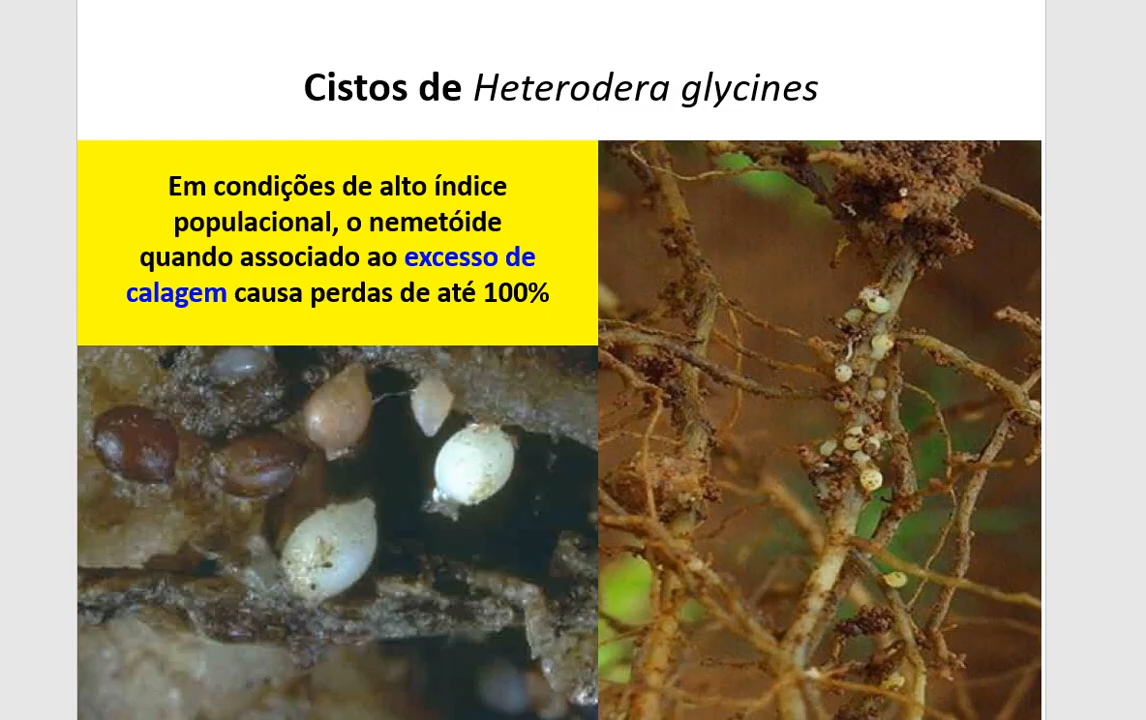 Cistos de Heterodera glycines
Em condições de alto índice
populacional, o nemetóide
quando associado ao excesso de
calagem causa perdas de até 100%